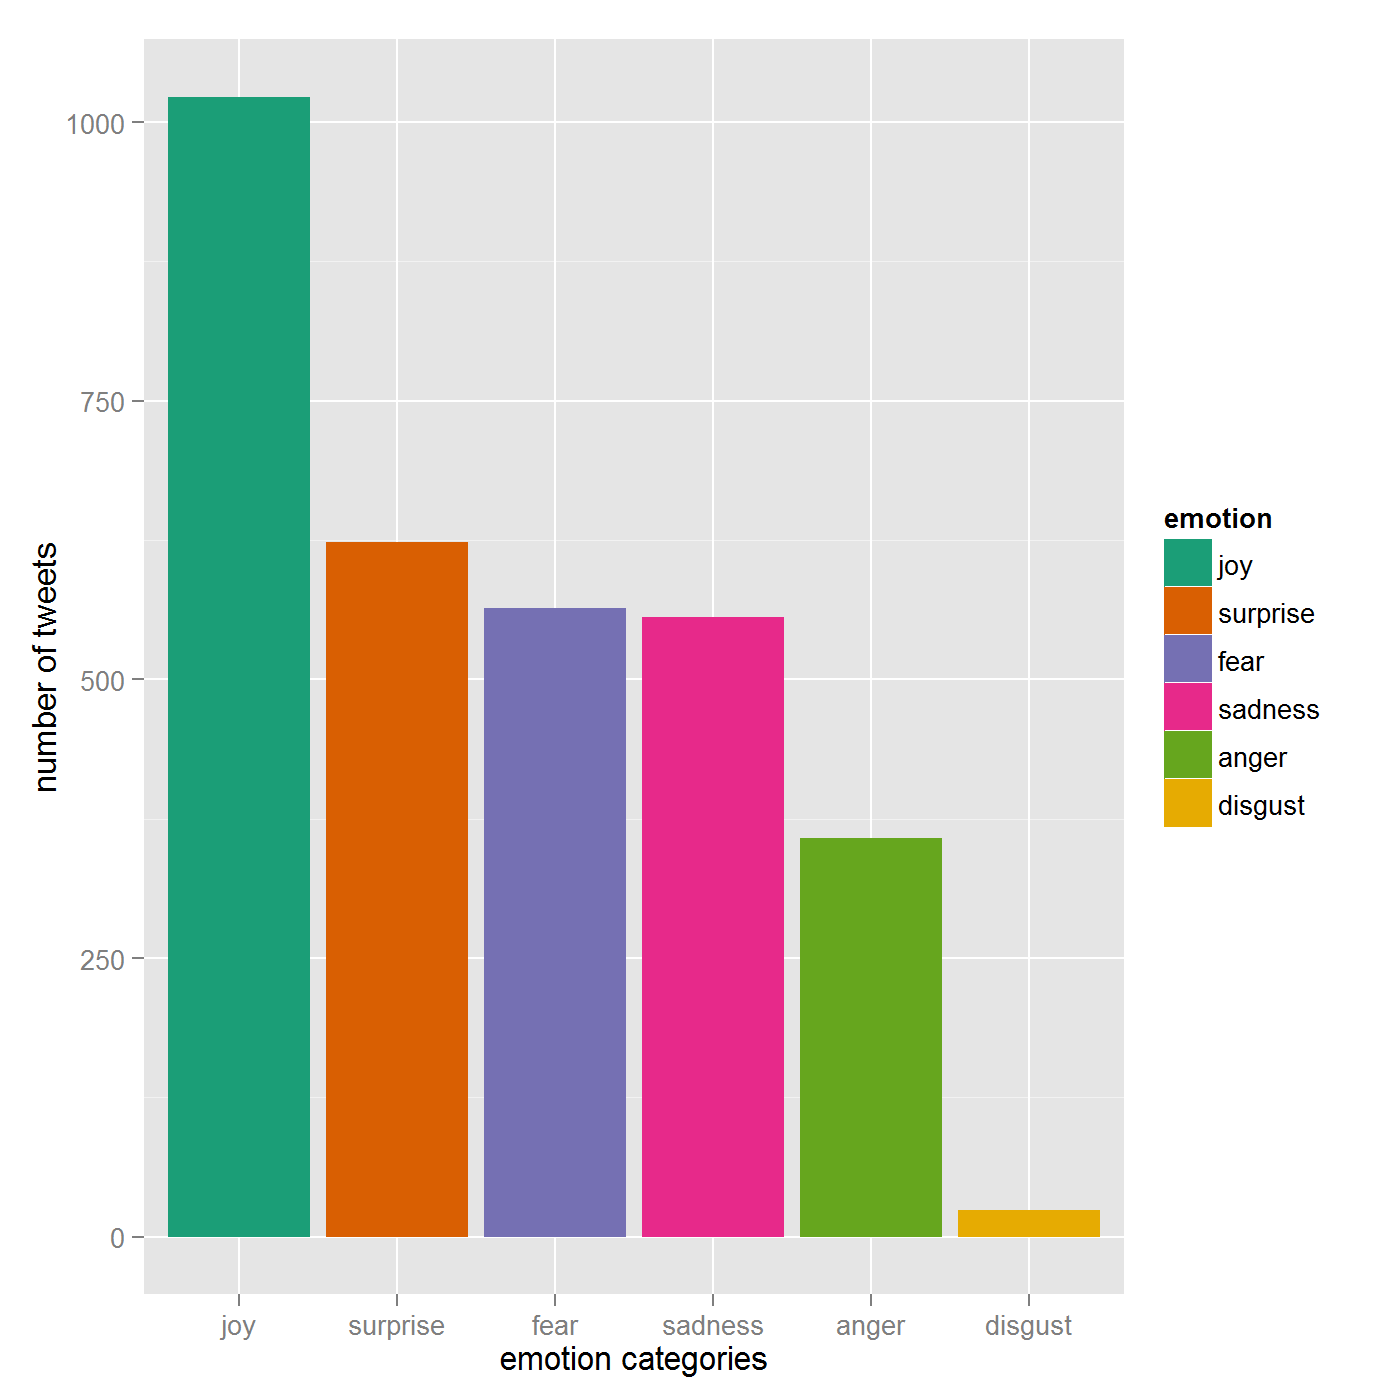 1000
750
500
250
0
number of tweets
joy surprise fear sadness anger disgust
emotion categories
emotion
joy
surprise
fear
sadness
anger
disgust